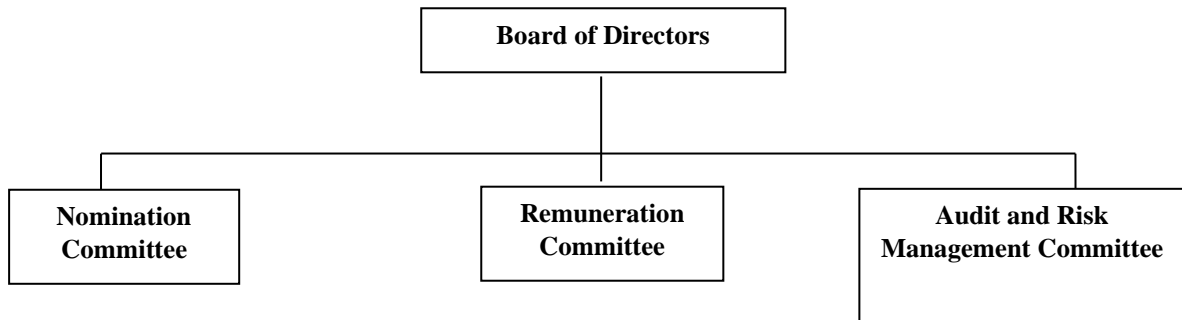 Board of Directors
Nomination
Committee
Remuneration
Committee
Audit and Risk
Management Committee